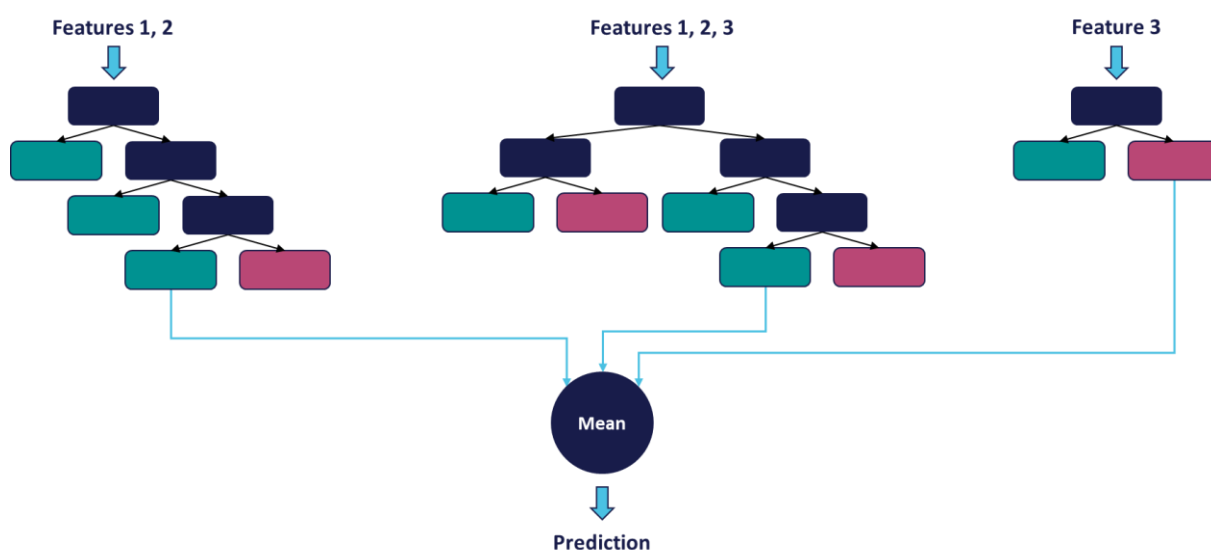 Features 1, 2
Features 1, 2, 3
Feature 3
Mean
Prediction